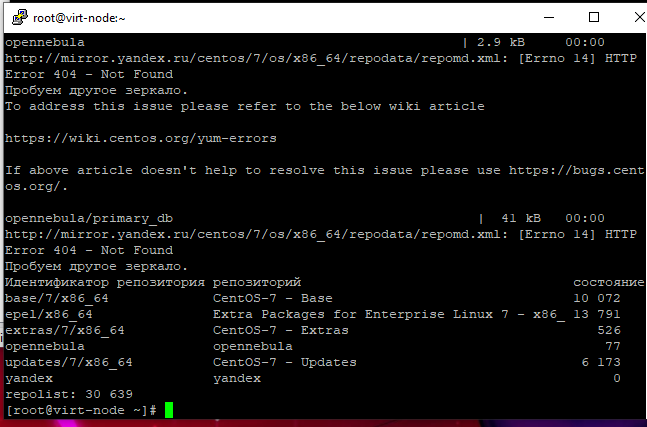 root@virt-node:~
opennebula | 2.9 kB 00:00
http://mirror.yandex.ru/centos/7/os/x86_64/repodata/repomd.xml: [Errno 14] HTTP
Error 404 - Not Found
Пробуем другое зеркало.
To address this issue please refer to the below wiki article
https://wiki.centos.org/yum-errors
If above article doesn't help to resolve this issue please use https://bugs.cent
os.org/.
opennebula/primary_db | 41 kB 00:00
http://mirror.yandex.ru/centos/7/os/x86_64/repodata/repomd.xml: [Errno 14] HTTP
Error 404 - Not Found
Пробуем другое зеркало.
Идентификатор репозитория репозиторий состояние
base/7/x86_64 CentOS-7 - Base 10 072
epel/x86_64 Extra Packages for Enterprise Linux 7 - x86_ 13 791
extras/7/x86_64 CentOS-7 - Extras 526
opennebula opennebula 77
updates/7/x86_64 CentOS-7 - Updates 6 173
yandex yandex 0
repolist: 30 639
[root@virt-node ~]#